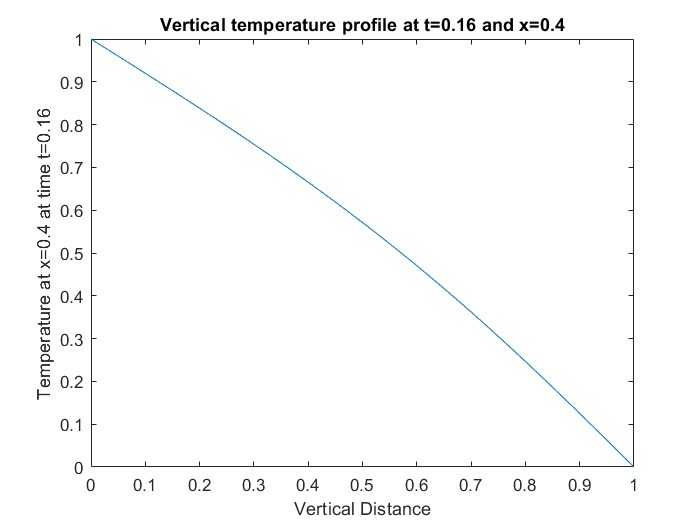 Vertical temperature profile at t=0.16 and x=0.4
Temperature at x=0.4 at time t=0.16
1
0.9
0.8
0.7
0.6
0.5
0.4
0.3
0.2
0.1
0
0 0.1 0.2 0.3 0.4 0.5 0.6 0.7 0.8 0.9 1
Vertical Distance